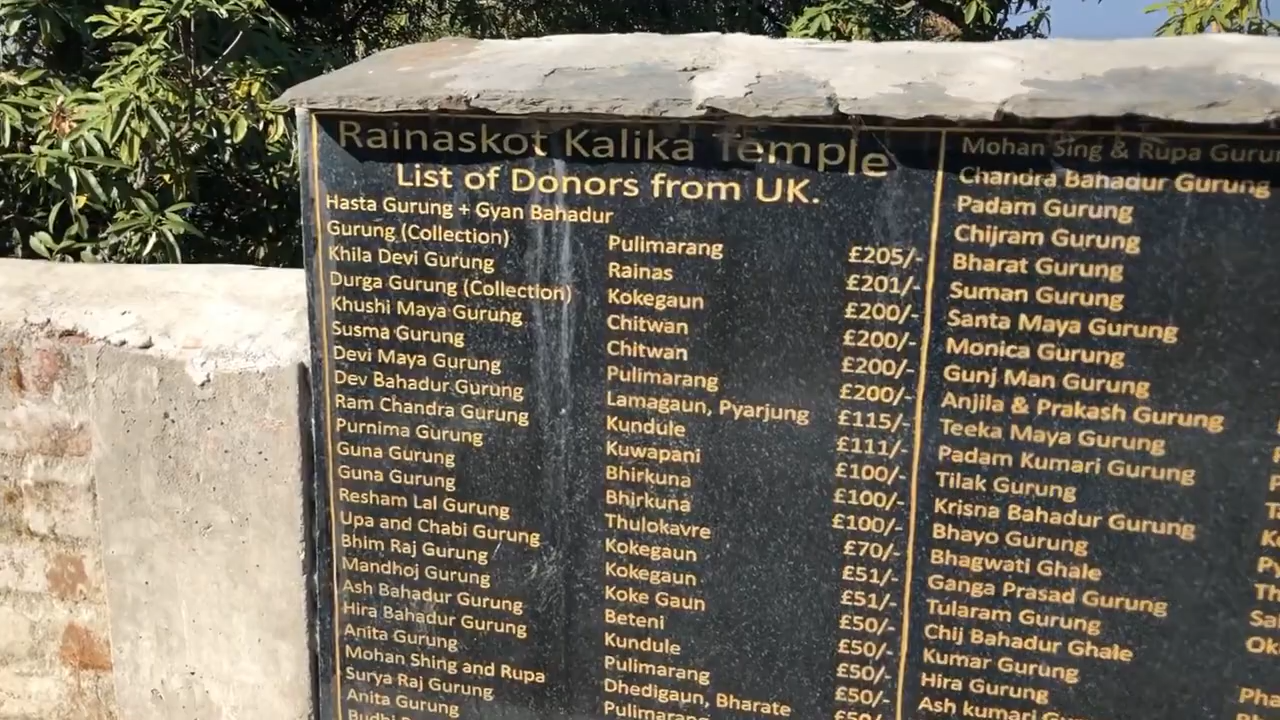 Rainaskot Kalika Temple
List of Donors from UK.
Hasta Gurung + Gyan Bahadur
Gurung (Collection) Pulimarang £205/-
Khila Devi Gurung Rainas £201/-
Durga Gurung (Collection) Kokegaun £200/-
Khushi Maya Gurung Chitwan £200/-
Susma Gurung Chitwan £200/-
Devi Maya Gurung Pulimarang £200/-
Dev Bahadur Gurung Lamagaun, Pyarjung £115/-
Ram Chandra Gurung Kundule £111/-
Purnima Gurung Kuwapani £100/-
Guna Gurung Bhirkuna £100/-
Guna Gurung Bhirkuna £100/-
Resham Lal Gurung Thulokavre £70/-
Upa and Chabi Gurung Kokegaun £51/-
Bhim Raj Gurung Kokegaun £51/-
Mandhoj Gurung Koke Gaun £50/-
Ash Bahadur Gurung Beteni £50/-
Hira Bahadur Gurung Kundule £50/-
Anita Gurung Pulimarang £50/-
Mohan Shing and Rupa Dhedigaun, Bharate
Surya Raj Gurung Pulimarang
Anita Gurung
Mohan Sing & Rupa Gurun
Chandra Bahadur Gurung
Padam Gurung
Chijram Gurung
Bharat Gurung
Suman Gurung
Santa Maya Gurung
Monica Gurung
Gunj Man Gurung
Anjila & Prakash Gurung
Teeka Maya Gurung
Padam Kumari Gurung
Tilak Gurung
Krisna Bahadur Gurung
Bhayo Gurung
Bhagwati Ghale
Ganga Prasad Gurung
Tularam Gurung
Chij Bahadur Ghale
Kumar Gurung
Hira Gurung
Ash kumari Gurung